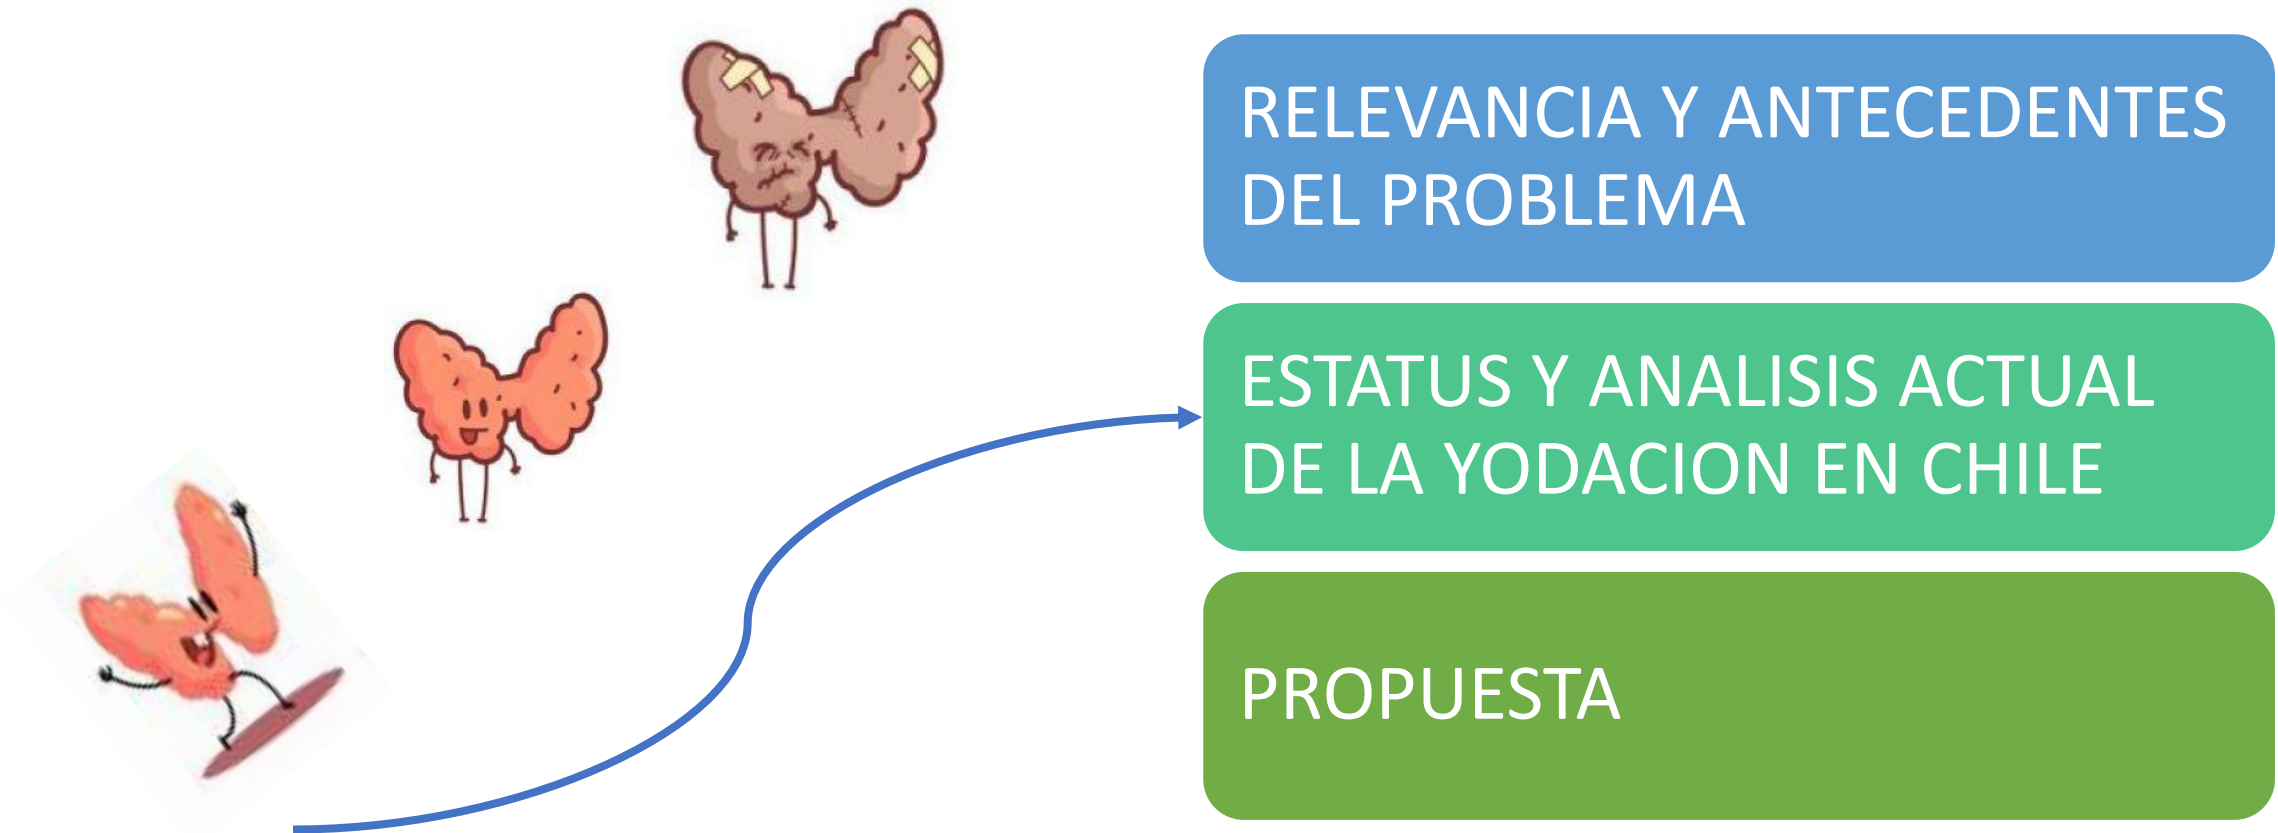 RELEVANCIA Y ANTECEDENTES
DEL PROBLEMA
ESTATUS Y ANALISIS ACTUAL
DE LA YODACION EN CHILE
PROPUESTA